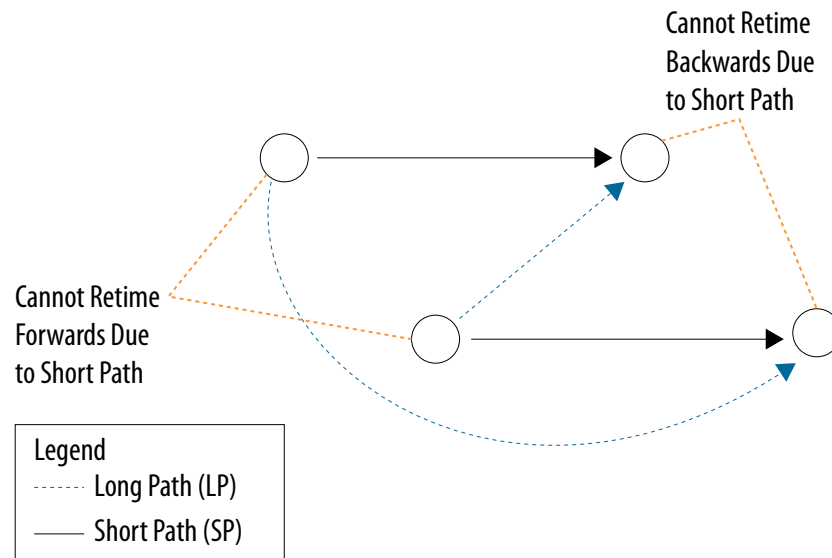 Cannot Retime
Backwards Due
to Short Path
Cannot Retime
Forwards Due
to Short Path
Legend
Long Path (LP)
Short Path (SP)